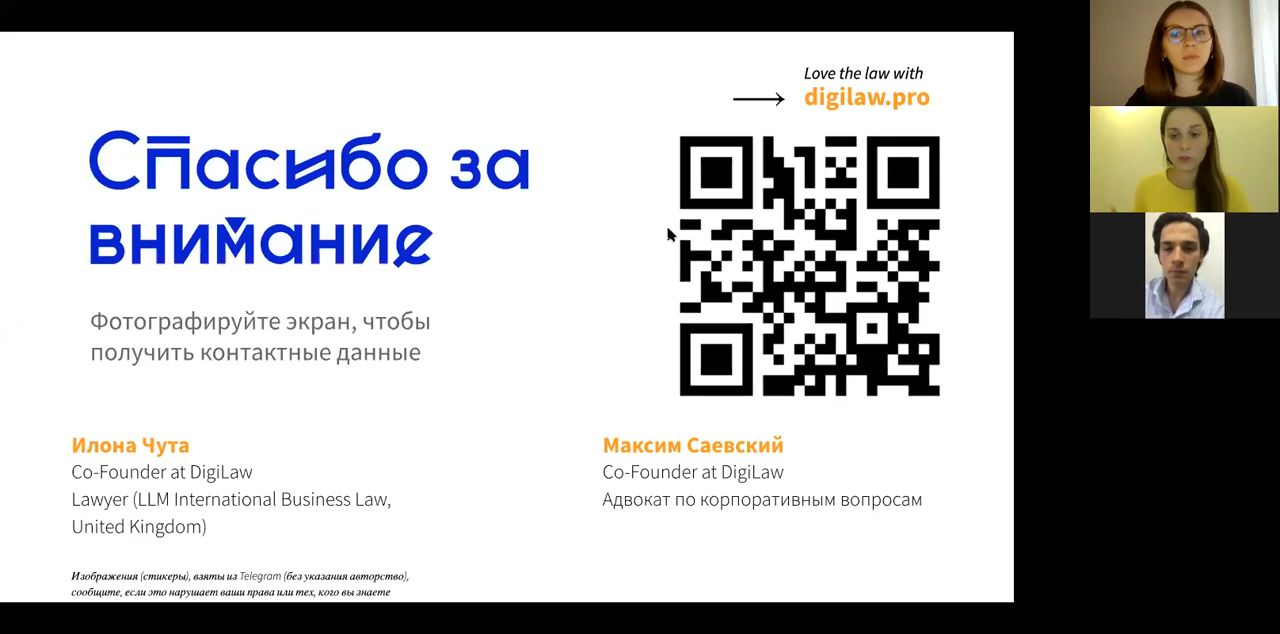 Love the law with
digilaw.pro
Спасибо за
внимание
Фотографируйте экран, чтобы
получить контактные данные
Илона Чута
Co-Founder at DigiLaw
Lawyer (LLM International Business Law,
United Kingdom)
Максим Саевский
Co-Founder at DigiLaw
Адвокат по корпоративным вопросам
Изображения (стикеры), взяты из Telegram (без указания авторство),
сообщите, если это нарушает ваши права или тех, кого вы знаете